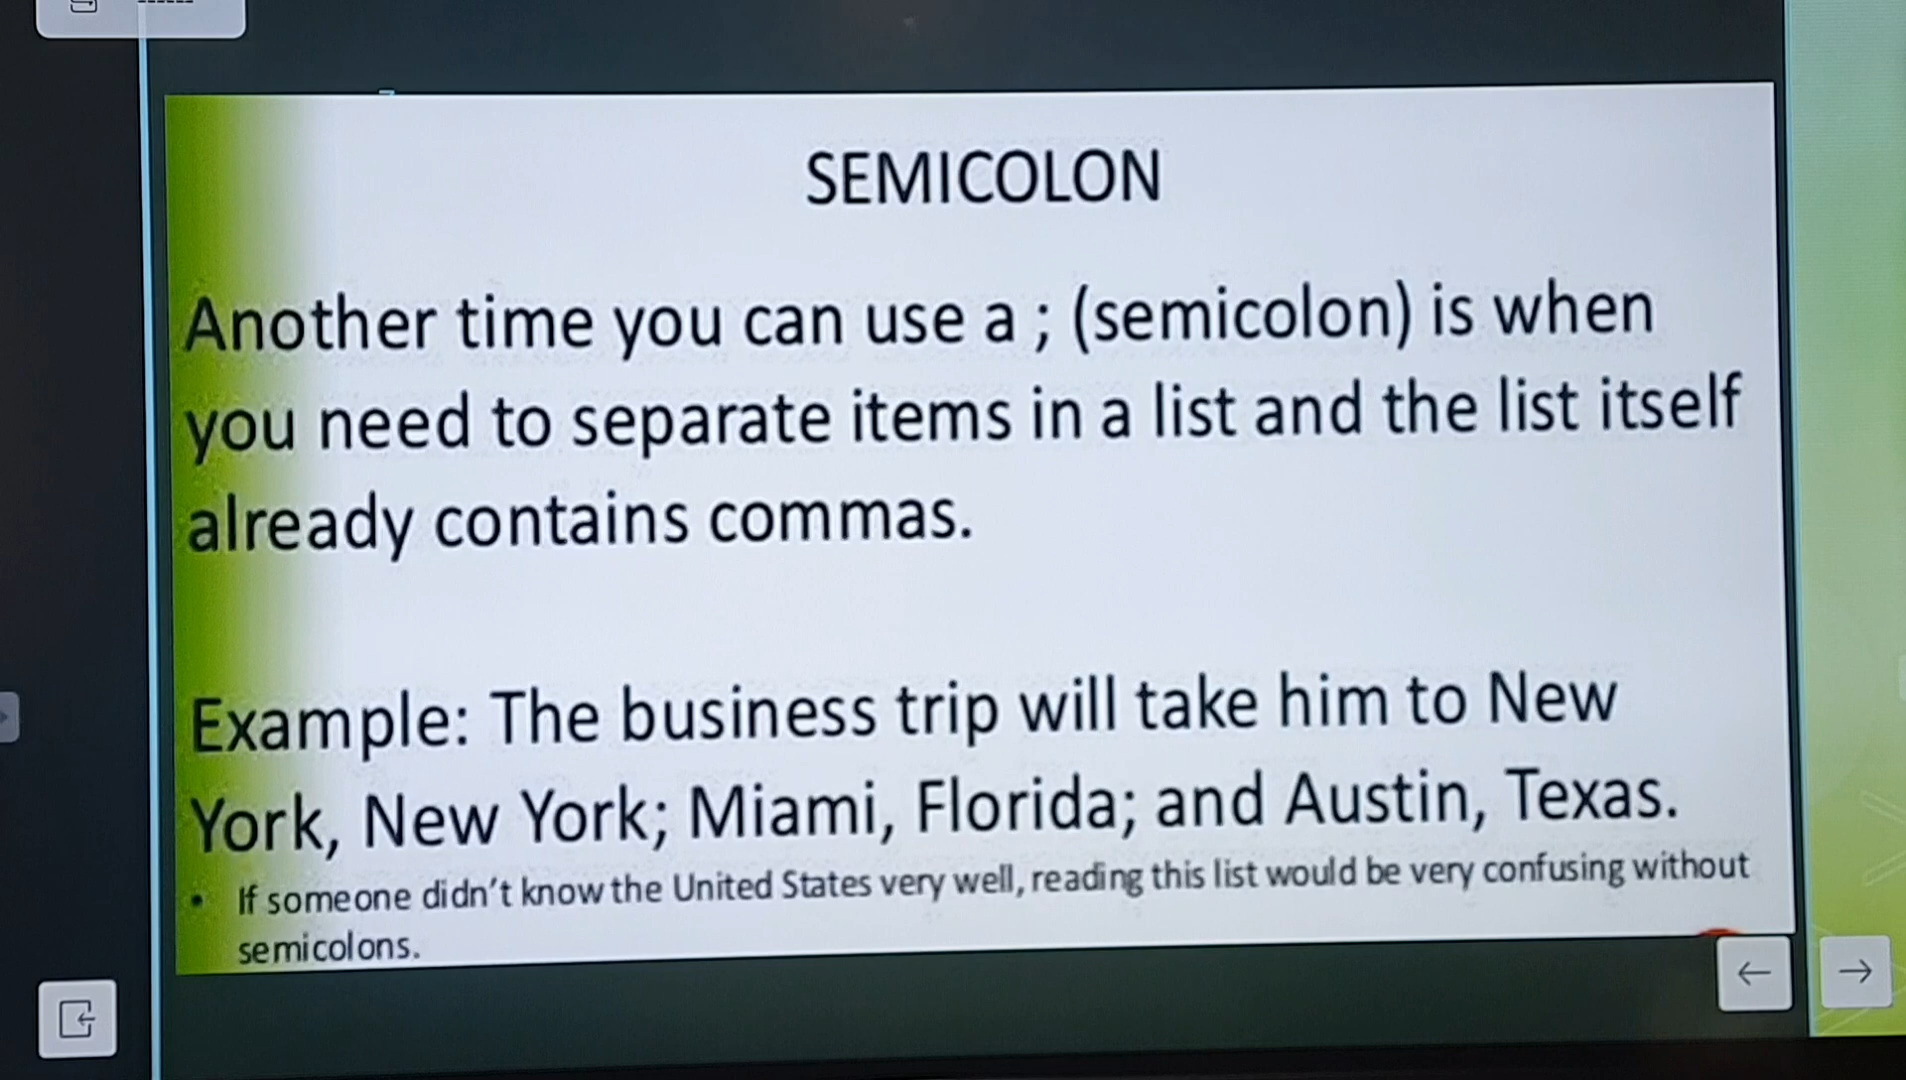 SEMICOLON
Another time you can use a ; (semicolon) is when
you need to separate items in a list and the list itself
already contains commas.
Example: The business trip will take him to New
York, New York; Miami, Florida; and Austin, Texas.
• If someone didn't know the United States very well, reading this list would be very confusing without
semicolons.